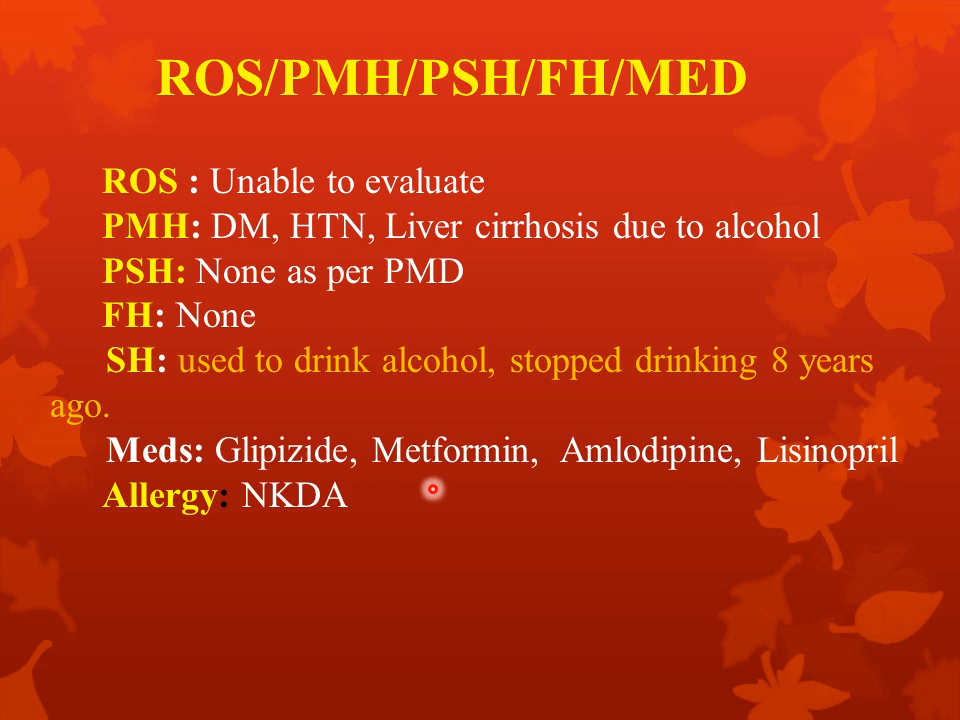 ROS/PMH/PSH/FH/MED
ROS : Unable to evaluate
PMH: DM, HTN, Liver cirrhosis due to alcohol
PSH: None as per PMD
FH: None
SH: used to drink alcohol, stopped drinking 8 years
ago.
Meds: Glipizide, Metformin, Amlodipine, Lisinopril
Allergy: NKDA